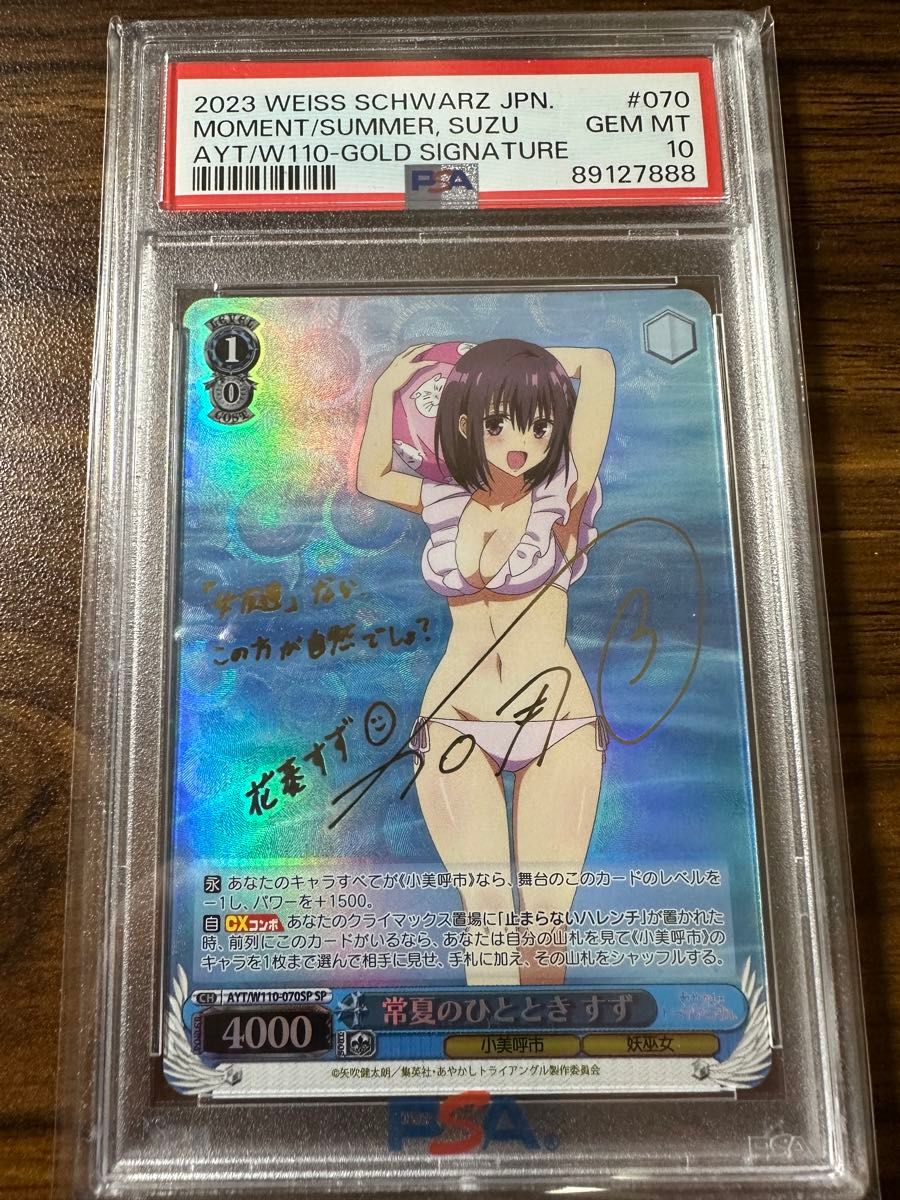 2023 WEISS SCHWARZ JPN. #070
MOMENT/SUMMER, SUZU GEM MT
AYT/W110-GOLD SIGNATURE 10
PSA 89127888
LEVEL
1
0
COST
この方が自然でしょ?
花奏すず
永 あなたのキャラすべてが《小美呼市》なら、舞台のこのカードのレベルを
-1し、パワーを+1500。
自 CXコンボ あなたのクライマックス置場に「止まらないハレンチ」が置かれた
時、前列にこのカードがいるなら、あなたは自分の山札を見て《小美呼市》の
キャラを1枚まで選んで相手に見せ、手札に加え、その山札をシャッフルする。
CH AYT/W110-070SP SP
常夏のひととき すず
4000
小美呼市 妖巫女
©矢吹健太朗/集英社・あやかしトライアングル製作委員会
PSA
PSA